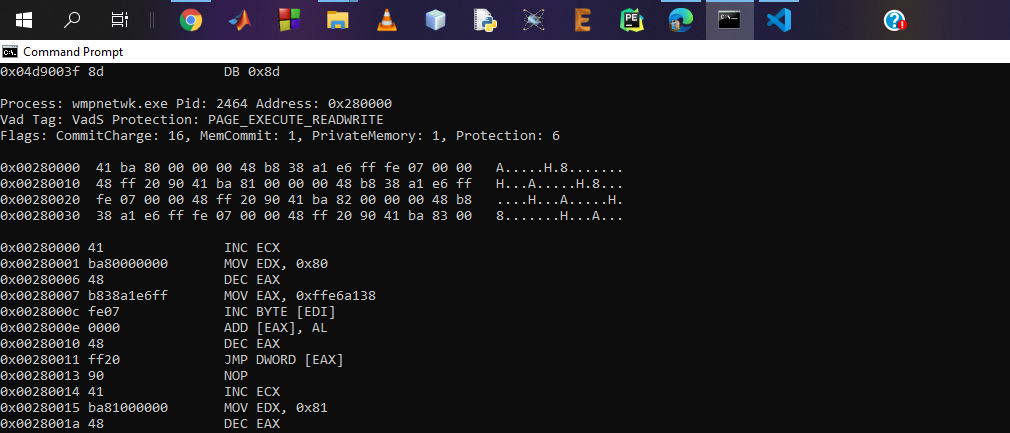 Command Prompt
0x04d9003f 8d DB 0x8d
Process: wmpnetwk.exe Pid: 2464 Address: 0x280000
Vad Tag: VadS Protection: PAGE_EXECUTE_READWRITE
Flags: CommitCharge: 16, MemCommit: 1, PrivateMemory: 1, Protection: 6
0x00280000 41 ba 80 00 00 00 48 b8 38 a1 e6 ff fe 07 00 00 A.....H.8.......
0x00280010 48 ff 20 90 41 ba 81 00 00 00 48 b8 38 a1 e6 ff H...A.....H.8...
0x00280020 fe 07 00 00 48 ff 20 90 41 ba 82 00 00 00 48 b8 ....H...A.....H.
0x00280030 38 a1 e6 ff fe 07 00 00 48 ff 20 90 41 ba 83 00 8.......H...A...
0x00280000 41 INC ECX
0x00280001 ba80000000 MOV EDX, 0x80
0x00280006 48 DEC EAX
0x00280007 b838a1e6ff MOV EAX, 0xffe6a138
0x0028000c fe07 INC BYTE [EDI]
0x0028000e 0000 ADD [EAX], AL
0x00280010 48 DEC EAX
0x00280011 ff20 JMP DWORD [EAX]
0x00280013 90 NOP
0x00280014 41 INC ECX
0x00280015 ba81000000 MOV EDX, 0x81
0x0028001a 48 DEC EAX